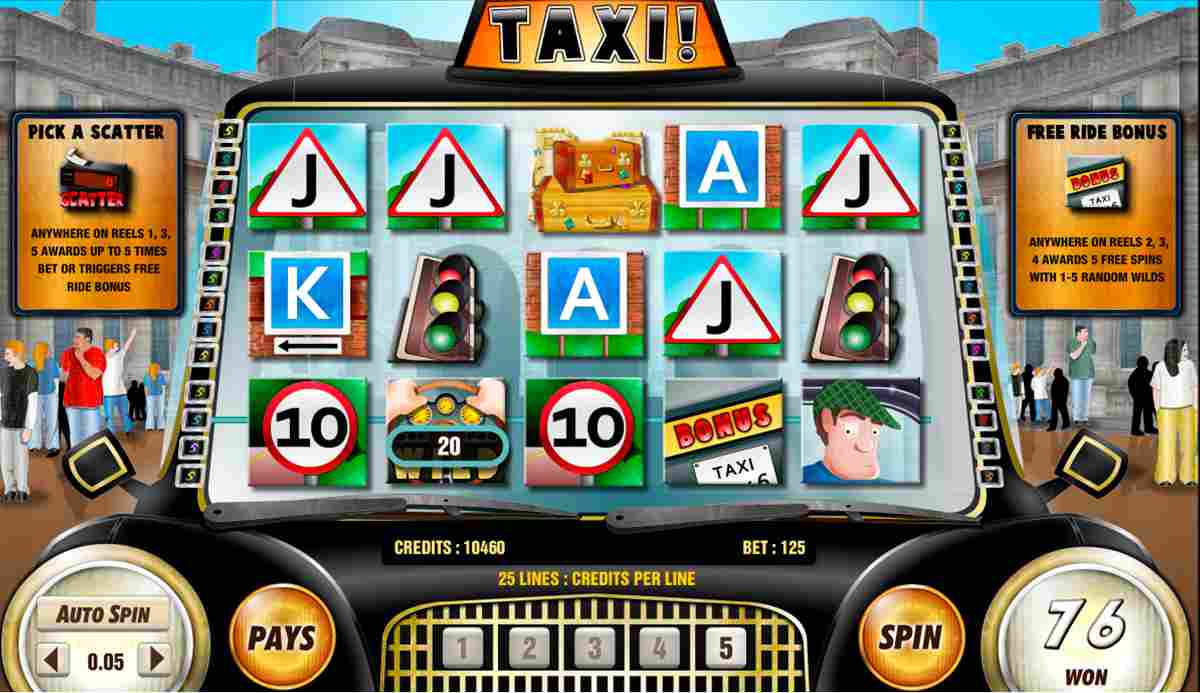 TAXI!
PICK A SCATTER
SCATTER
ANYWHERE ON REELS 1, 3,
5 AWARDS UP TO 5 TIMES
BET OR TRIGGERS FREE
RIDE BONUS
FREE RIDE BONUS
BONUS
TAXI
ANYWHERE ON REELS 2, 3,
4 AWARDS 5 FREE SPINS
WITH 1-5 RANDOM WILDS
J J A J
K A J
10 20 10
BONUS
TAXI
6
CREDITS : 10460 BET : 125
25 LINES : CREDITS PER LINE
1 2 3 4 5
AUTO SPIN
0.05
PAYS
SPIN
76
WON